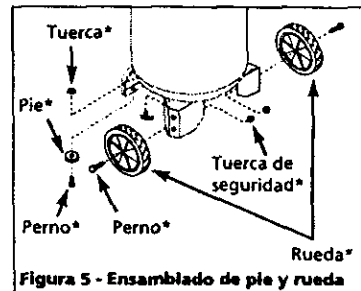 Tuerca*
Pie*
Perno*
Perno*
Tuerca de
seguridad*
Rueda*
Figura 5 - Ensamblado de pie y rueda